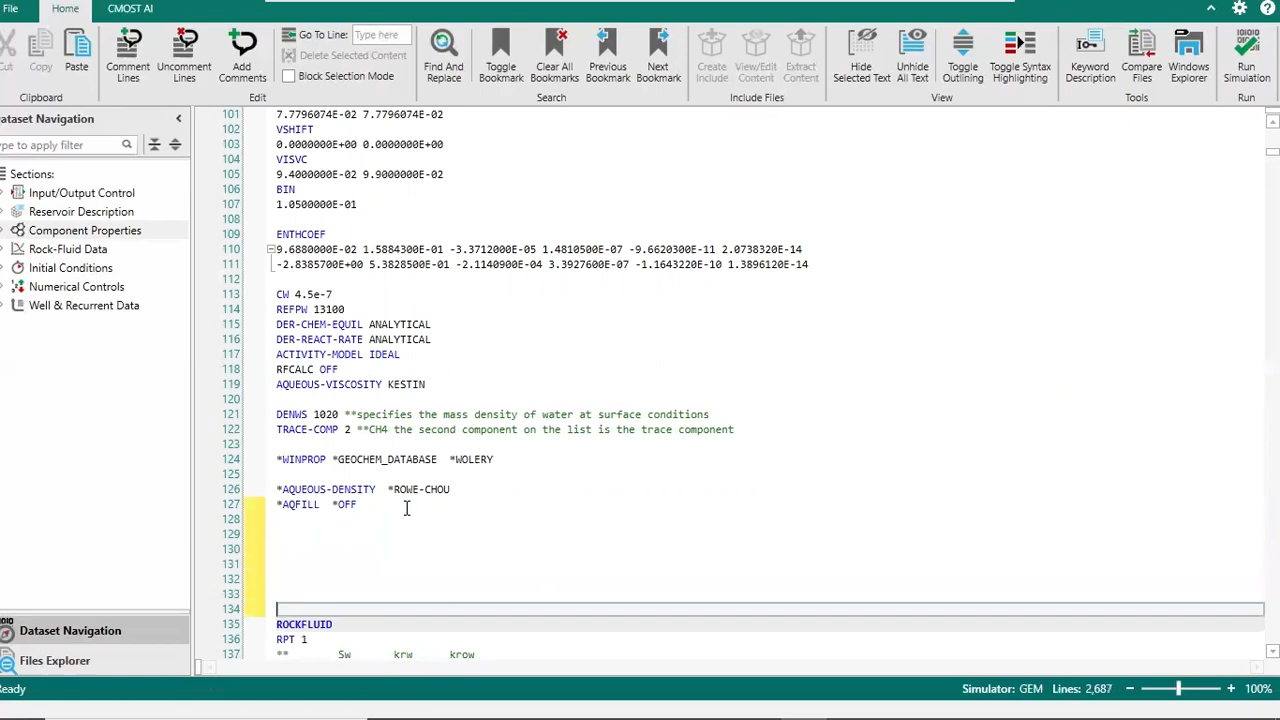 File Home CMOST AI
Cut Copy Paste
Comment Lines Uncomment Lines Add Comments
Go To Line: Type here
Delete Selected Content
Block Selection Mode
Find And Replace Toggle Bookmark Clear All Bookmarks Previous Bookmark Next Bookmark
Create Include View/Edit Content Extract Content
Hide Selected Text Unhide All Text Toggle Outlining Toggle Syntax Highlighting
Keyword Description Compare Files Windows Explorer Run Simulation
Clipboard Edit Search Include Files View Tools Run
Dataset Navigation
ype to apply filter
Sections:
Input/Output Control
Reservoir Description
Component Properties
Rock-Fluid Data
Initial Conditions
Numerical Controls
Well & Recurrent Data
Dataset Navigation
Files Explorer
101 7.7796074E-02 7.7796074E-02
102 VSHIFT
103 0.0000000E+00 0.0000000E+00
104 VISVC
105 9.4000000E-02 9.9000000E-02
106 BIN
107 1.0500000E-01
108
109 ENTHCOEF
110 9.6880000E-02 1.5884300E-01 -3.3712000E-05 1.4810500E-07 -9.6620300E-11 2.0738320E-14
111 -2.8385700E+00 5.3828500E-01 -2.1140900E-04 3.3927600E-07 -1.1643220E-10 1.3896120E-14
112
113 CW 4.5e-7
114 REFPW 13100
115 DER-CHEM-EQUIL ANALYTICAL
116 DER-REACT-RATE ANALYTICAL
117 ACTIVITY-MODEL IDEAL
118 RFCALC OFF
119 AQUEOUS-VISCOSITY KESTIN
120
121 DENWS 1020 **specifies the mass density of water at surface conditions
122 TRACE-COMP 2 **CH4 the second component on the list is the trace component
123
124 *WINPROP *GEOCHEM_DATABASE *WOLERY
125
126 *AQUEOUS-DENSITY *ROWE-CHOU
127 *AQFILL *OFF
128
129
130
131
132
133
134
135 ROCKFLUID
136 RPT 1
137 ** Sw krw krow
Ready Simulator: GEM Lines: 2,687 100%